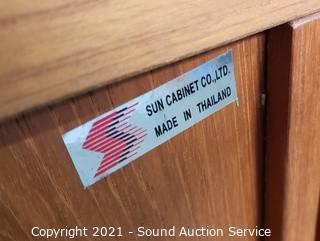 SUN CABINET CO.,LTD.
MADE IN THAILAND
Copyright 2021 - Sound Auction Service